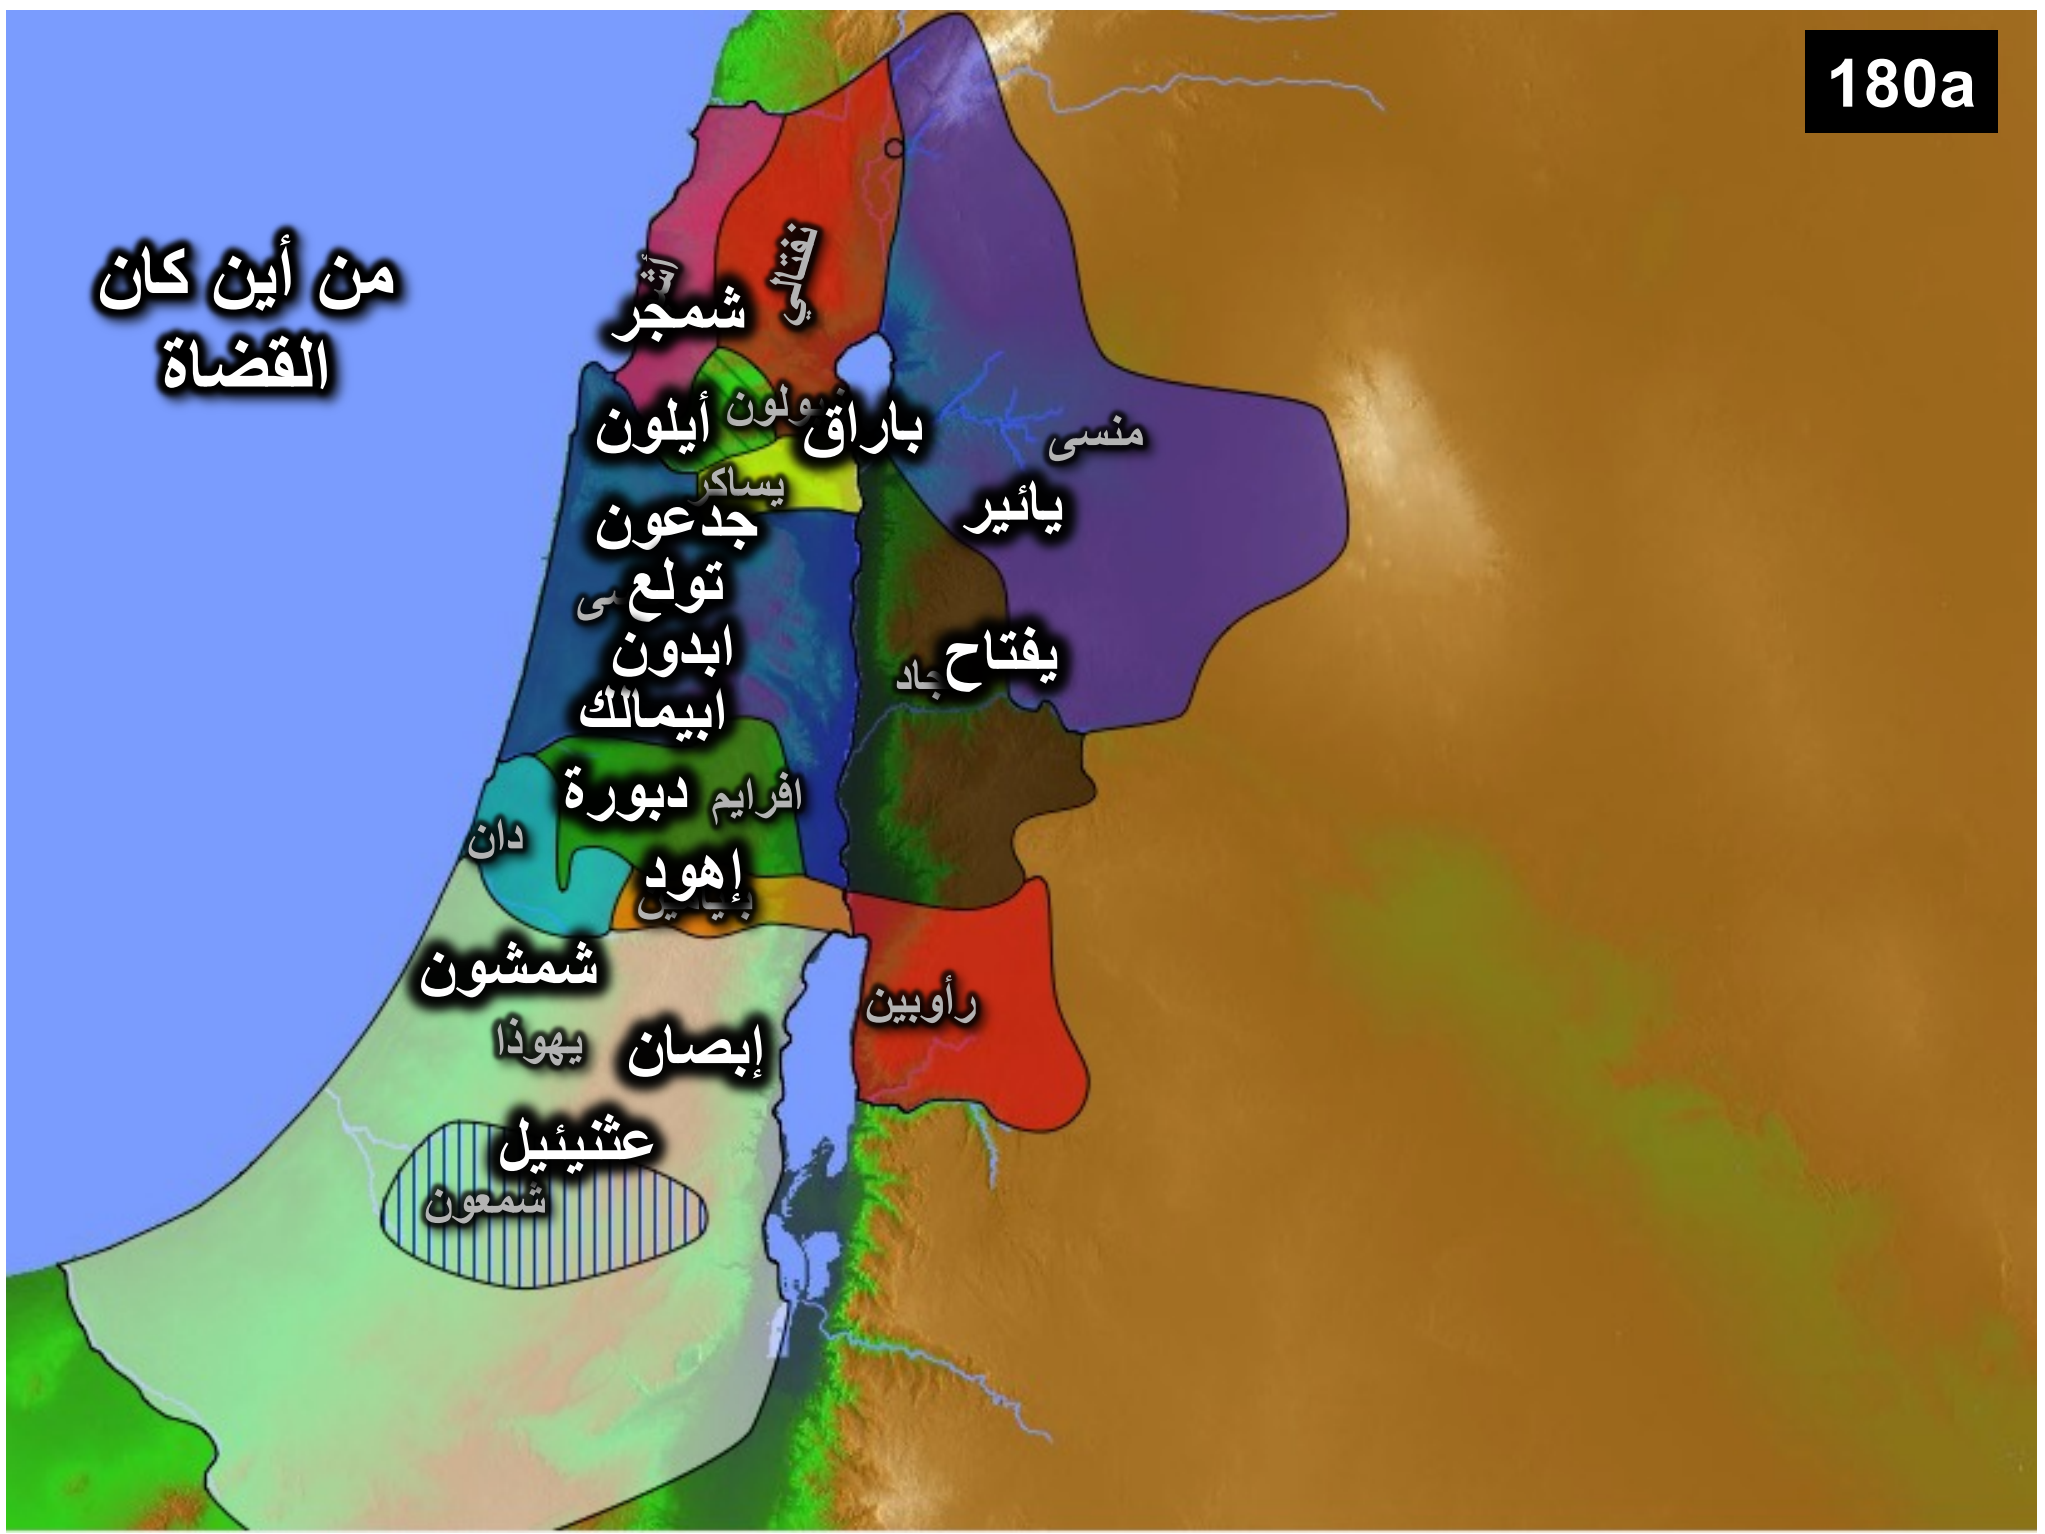 180a
من أين كان
القضاة
نفتالي
شمجر
أيلون
باراق
منسى
يساكر
يائير
جدعون
تولع
ابدون
يفتاح
جاد
ابيمالك
دبورة
افرايم
دان
إهود
شمشون
رأوبين
يهوذا
إبصان
عثنيئيل
شمعون